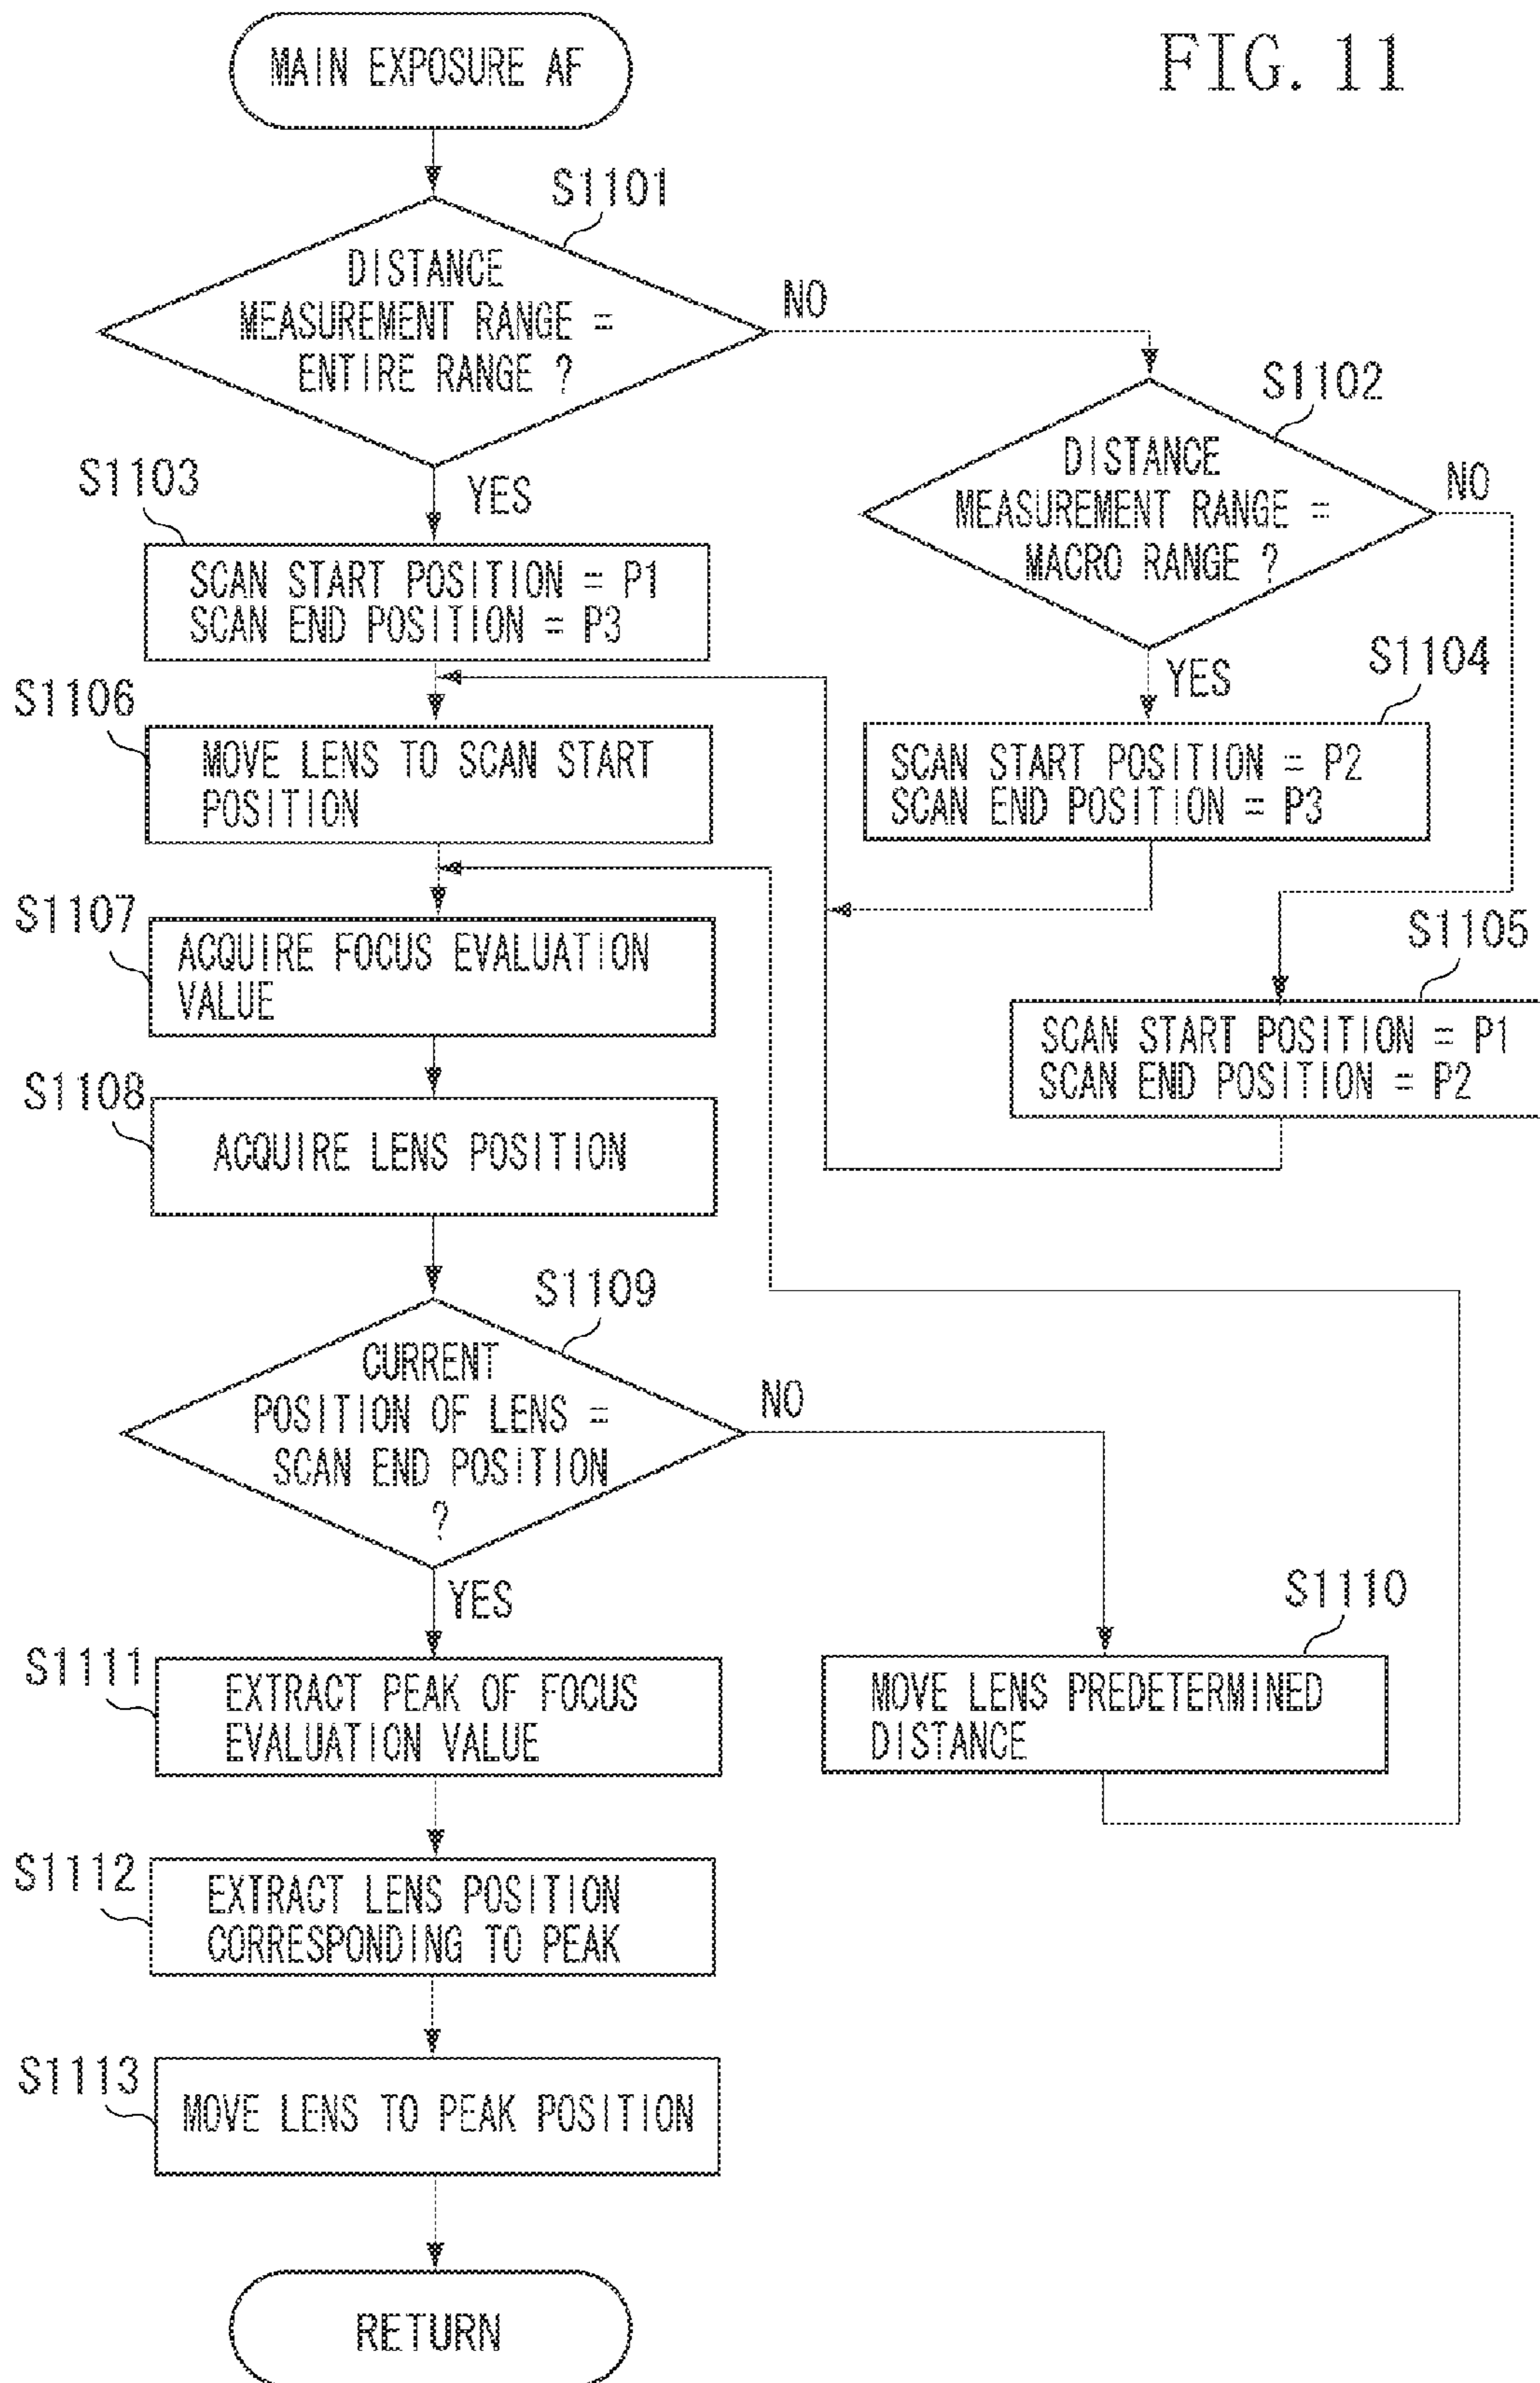 FIG. 11
MAIN EXPOSURE AF
S1101
DISTANCE
MEASUREMENT RANGE =
ENTIRE RANGE ?
NO
YES
S1102
DISTANCE
MEASUREMENT RANGE =
MACRO RANGE ?
NO
YES
S1103
SCAN START POSITION = P1
SCAN END POSITION = P3
S1104
SCAN START POSITION = P2
SCAN END POSITION = P3
S1105
SCAN START POSITION = P1
SCAN END POSITION = P2
S1106
MOVE LENS TO SCAN START
POSITION
S1107
ACQUIRE FOCUS EVALUATION
VALUE
S1108
ACQUIRE LENS POSITION
S1109
CURRENT
POSITION OF LENS =
SCAN END POSITION
?
NO
YES
S1110
MOVE LENS PREDETERMINED
DISTANCE
S1111
EXTRACT PEAK OF FOCUS
EVALUATION VALUE
S1112
EXTRACT LENS POSITION
CORRESPONDING TO PEAK
S1113
MOVE LENS TO PEAK POSITION
RETURN